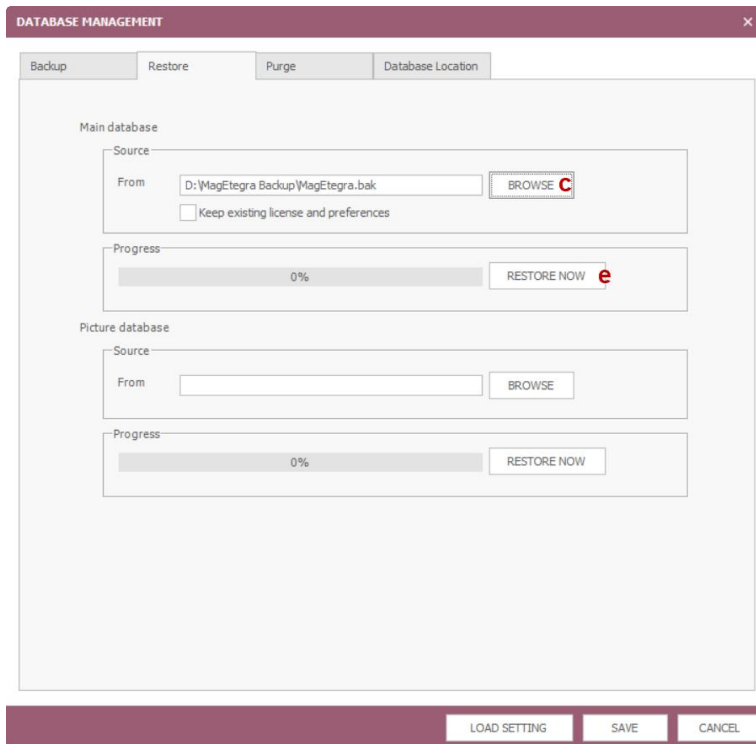 DATABASE MANAGEMENT ×
Backup Restore Purge Database Location
Main database
Source
From D:\MagEtegra Backup\MagEtegra.bak BROWSE c
Keep existing license and preferences
Progress
0% RESTORE NOW e
Picture database
Source
From BROWSE
Progress
0% RESTORE NOW
LOAD SETTING SAVE CANCEL